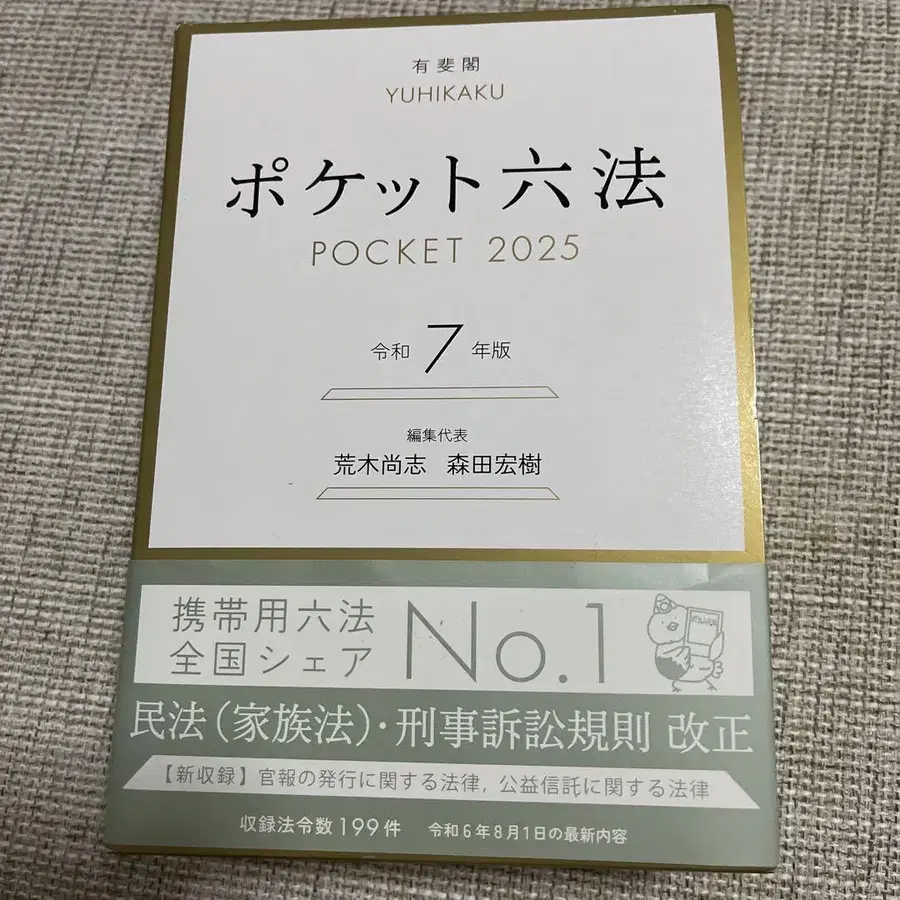 有斐閣
YUHIKAKU
ポケット六法
POCKET 2025
令和7年版
編集代表
荒木尚志 森田宏樹
携帯用六法
全国シェア
No.1
民法(家族法)・刑事訴訟規則 改正
【新収録】官報の発行に関する法律, 公益信託に関する法律
収録法令数199件 令和6年8月1日の最新内容